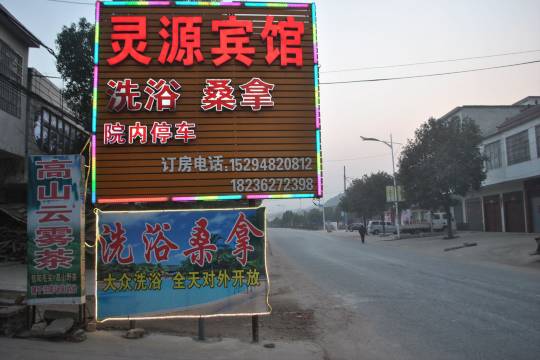 灵源宾馆
洗浴 桑拿
院内停车
订房电话:15294820812
18236272398
洗浴桑拿
大众洗浴 全天对外开放
高山云雾茶